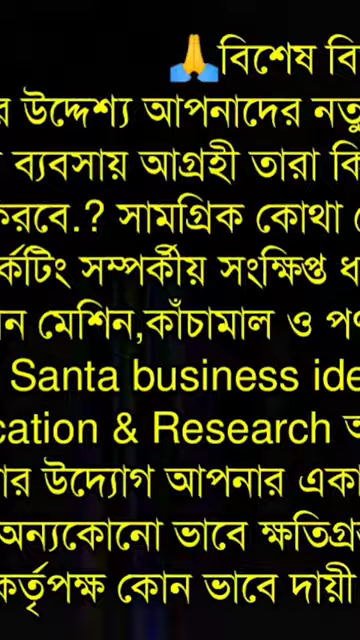 🙏বিশেষ বি
র উদ্দেশ্য আপনাদের নতু
ব্যবসায় আগ্রহী তারা কি
করবে.? সামগ্রিক কোথা
র্কেটিং সম্পর্কীয় সংক্ষিপ্ত ধ
ন মেশিন,কাঁচামাল ও পণ
Santa business ide
cation & Research
ার উদ্যোগ আপনার একা
অন্যকোনো ভাবে ক্ষতিগ্র
কর্তৃপক্ষ কোন ভাবে দায়ী